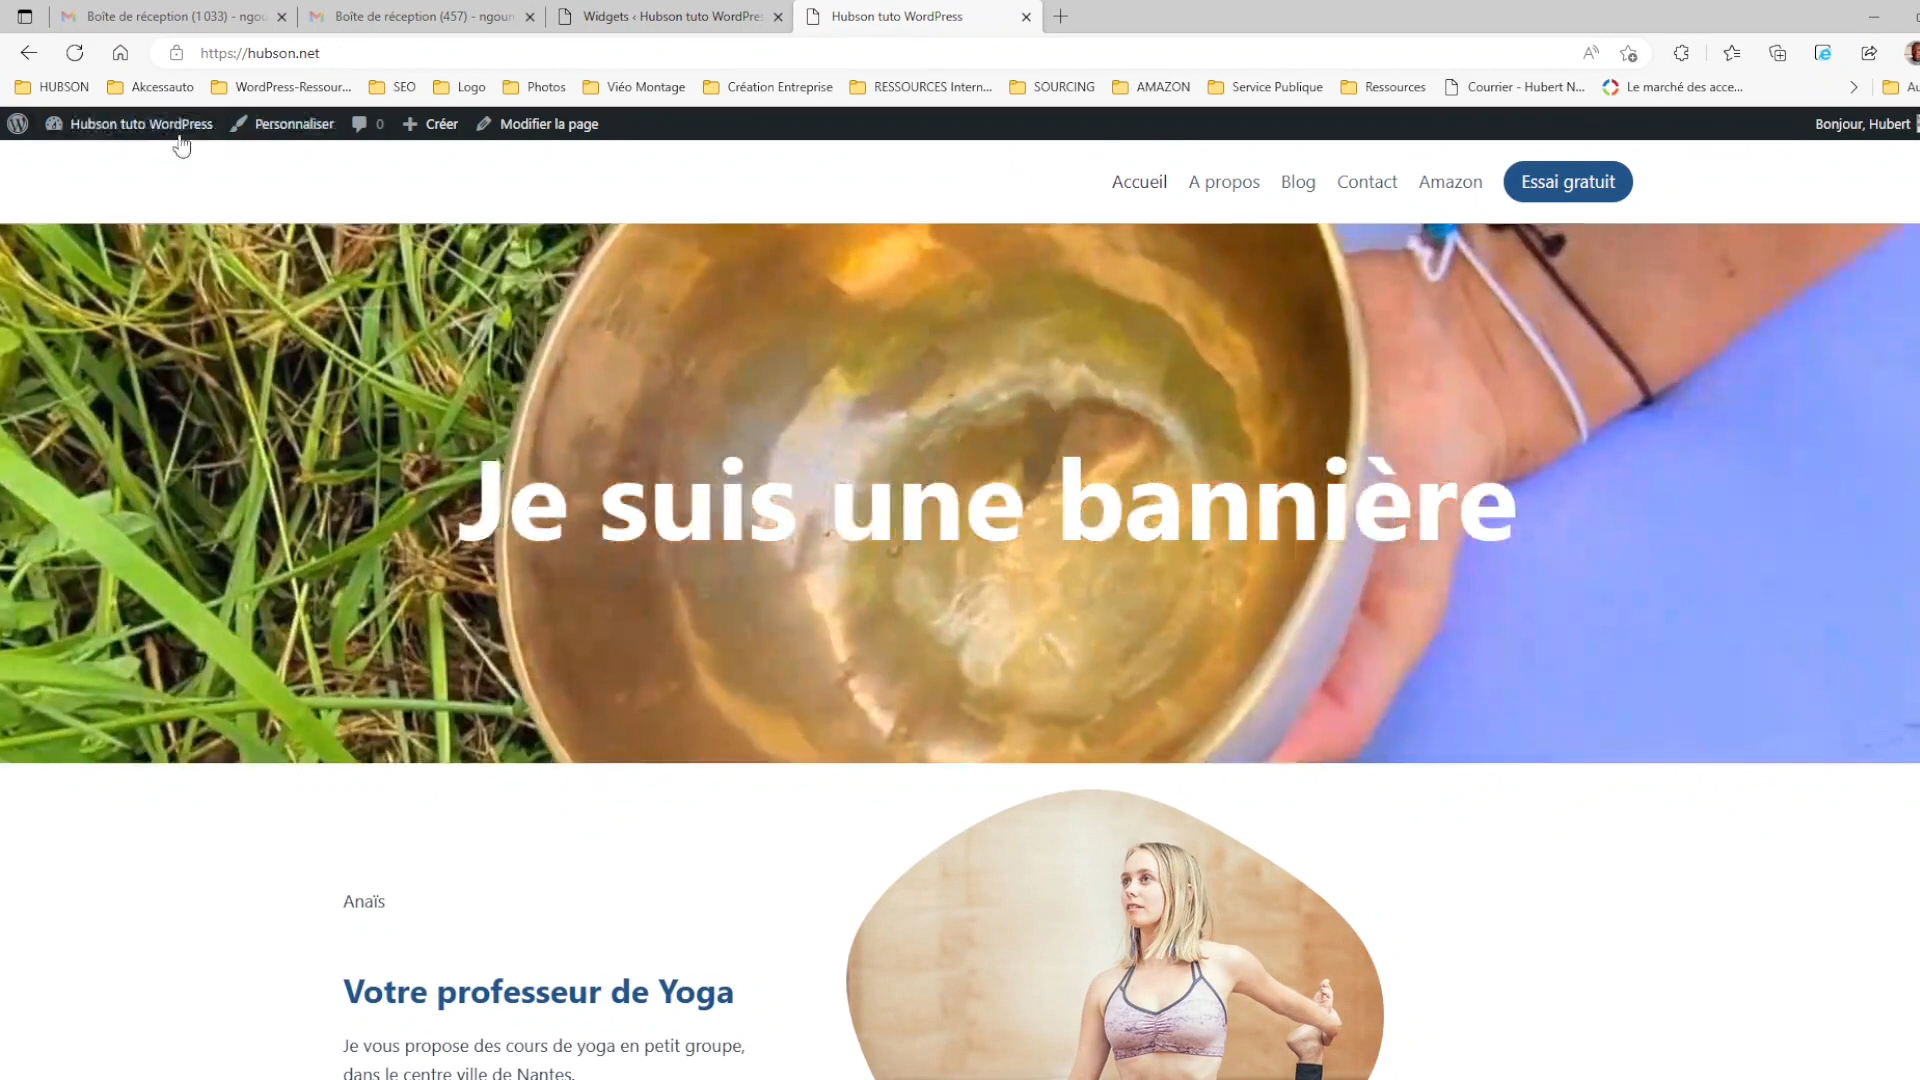 Boîte de réception (1 033) - ngou
Boîte de réception (457) - ngoun
Widgets ‹ Hubson tuto WordPre
Hubson tuto WordPress
https://hubson.net
HUBSON
Akcessauto
WordPress-Ressour...
SEO
Logo
Photos
Viéo Montage
Création Entreprise
RESSOURCES Intern...
SOURCING
AMAZON
Service Publique
Ressources
Courrier - Hubert N...
Le marché des acce...
Au
Hubson tuto WordPress
Personnaliser
0
Créer
Modifier la page
Bonjour, Hubert
Accueil
A propos
Blog
Contact
Amazon
Essai gratuit
Je suis une bannière
Anaïs
Votre professeur de Yoga
Je vous propose des cours de yoga en petit groupe,
dans le centre ville de Nantes.